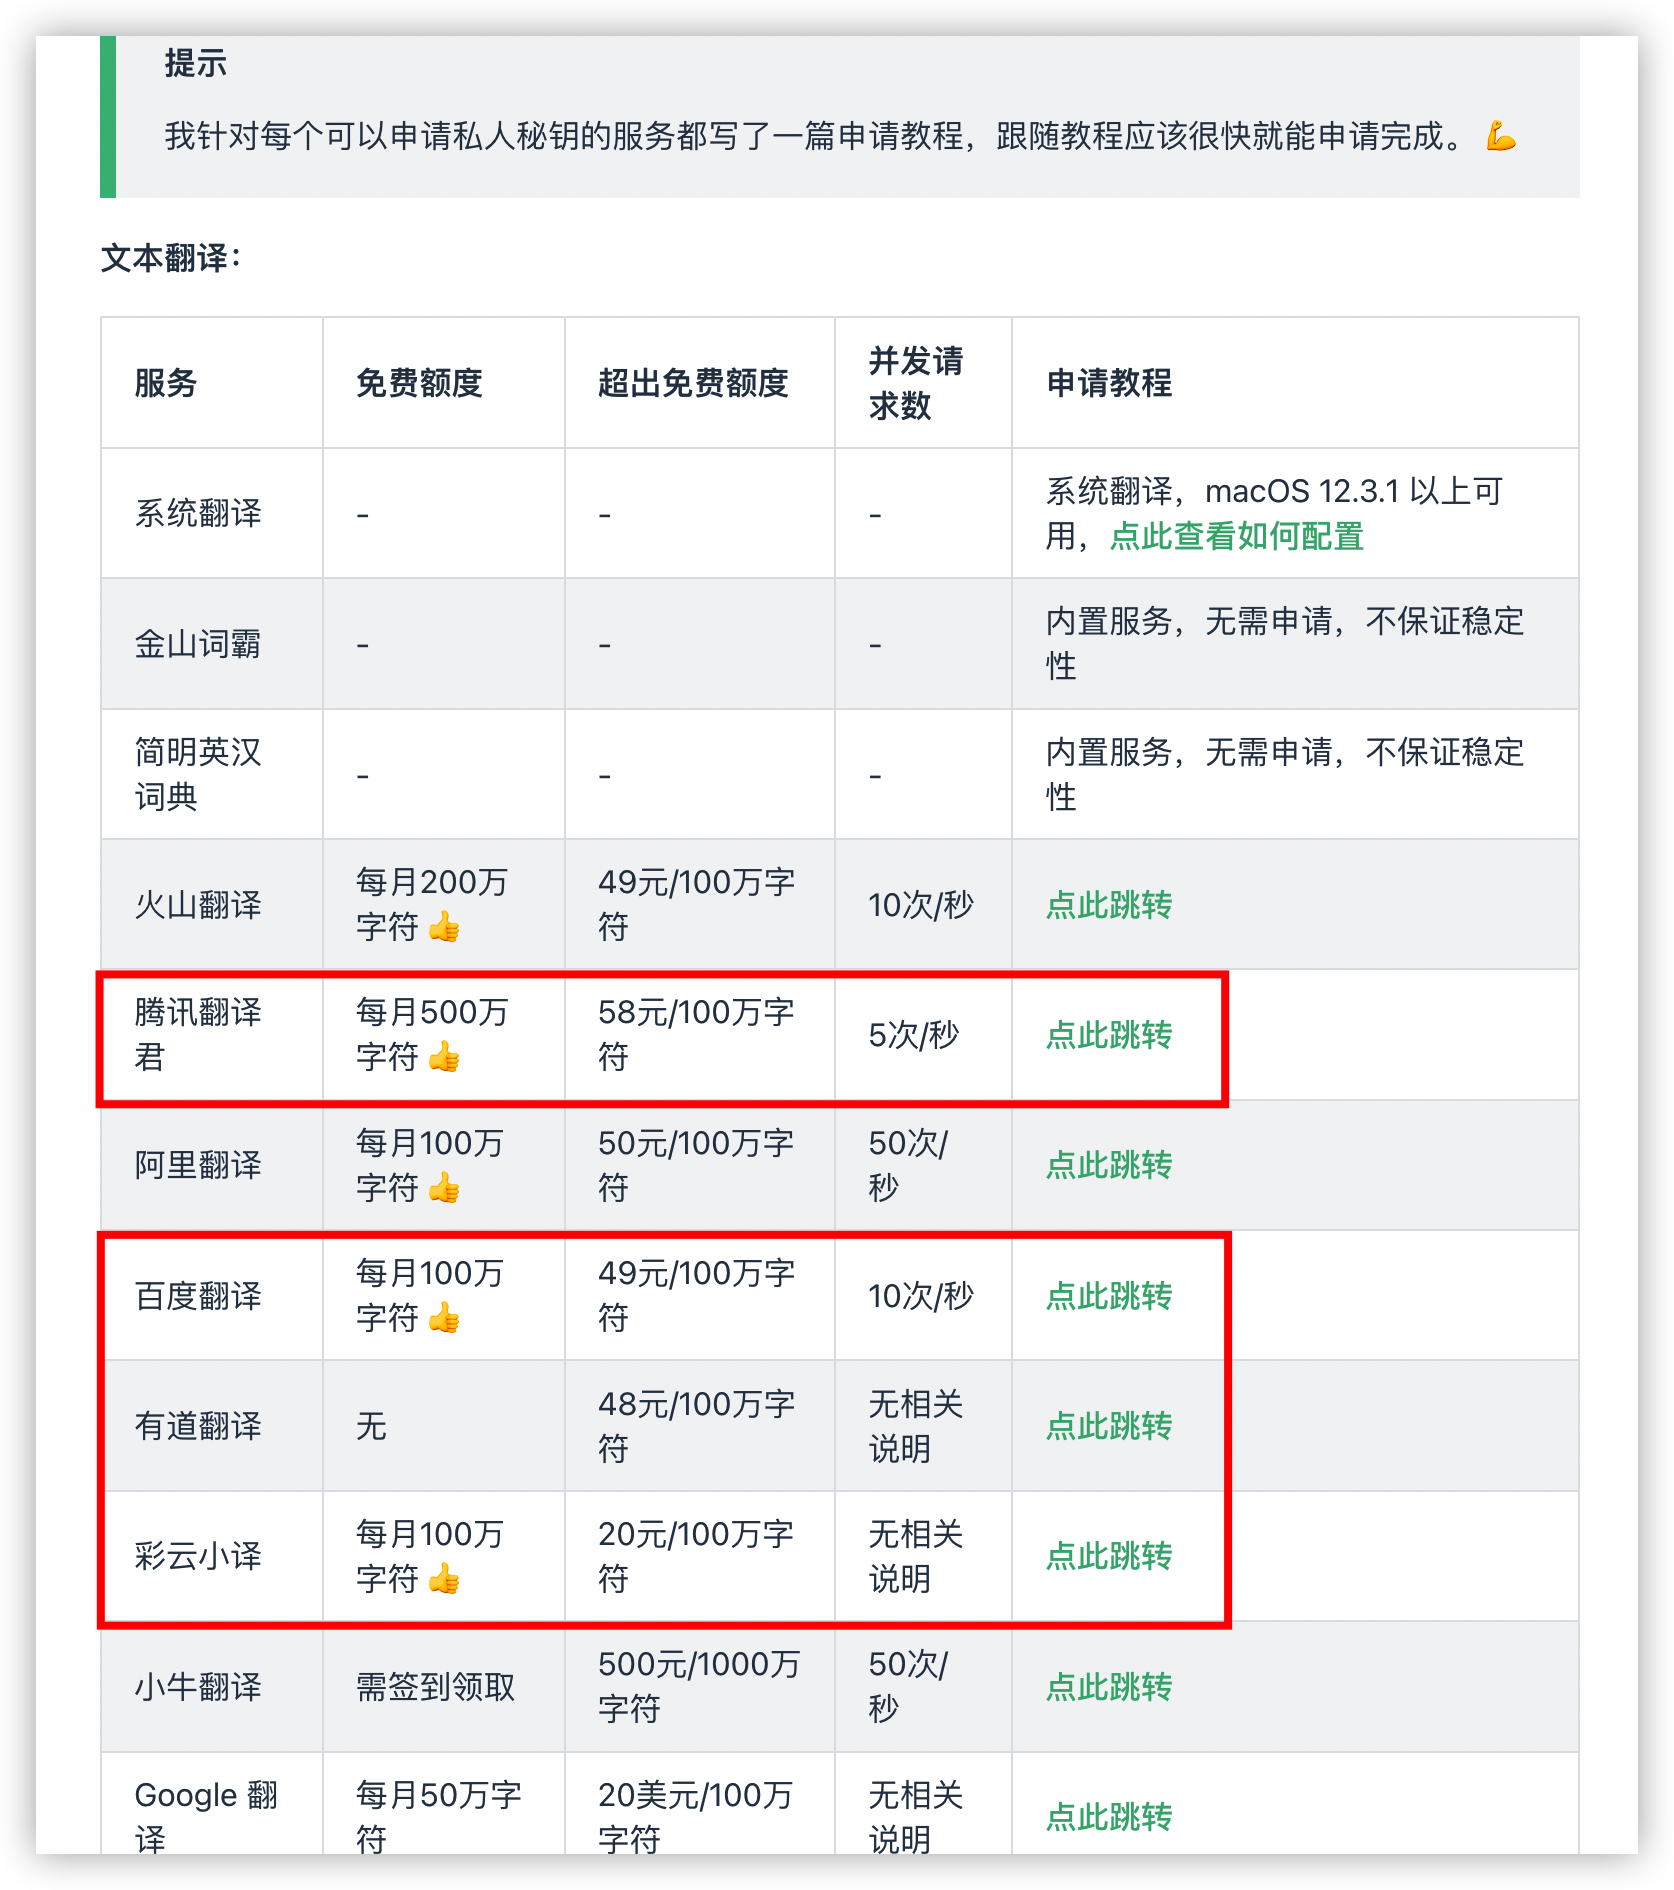 提示
我针对每个可以申请私人秘钥的服务都写了一篇申请教程，跟随教程应该很快就能申请完成。💪
文本翻译：
服务 免费额度 超出免费额度 并发请
求数 申请教程
系统翻译 - - - 系统翻译，macOS 12.3.1 以上可
用，点此查看如何配置
金山词霸 - - - 内置服务，无需申请，不保证稳定
性
简明英汉
词典 - - - 内置服务，无需申请，不保证稳定
性
火山翻译 每月200万
字符 👍 49元/100万字
符 10次/秒 点此跳转
腾讯翻译
君 每月500万
字符 👍 58元/100万字
符 5次/秒 点此跳转
阿里翻译 每月100万
字符 👍 50元/100万字
符 50次/
秒 点此跳转
百度翻译 每月100万
字符 👍 49元/100万字
符 10次/秒 点此跳转
有道翻译 无 48元/100万字
符 无相关
说明 点此跳转
彩云小译 每月100万
字符 👍 20元/100万字
符 无相关
说明 点此跳转
小牛翻译 需签到领取 500元/1000万
字符 50次/
秒 点此跳转
Google 翻
译 每月50万字
符 20美元/100万
字符 无相关
说明 点此跳转